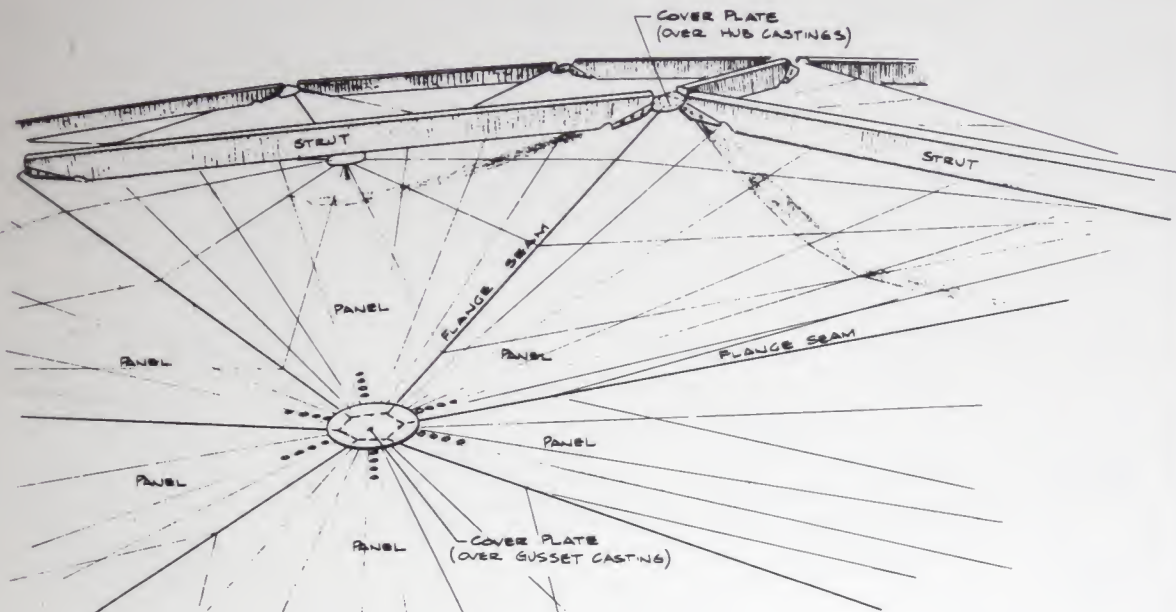 COVER PLATE
(OVER HUB CASTINGS)
STRUT
STRUT
FLANGE SEAM
PANEL
PANEL
PANEL
FLANGE SEAM
PANEL
PANEL
PANEL
COVER PLATE
(OVER GUSSET CASTING)